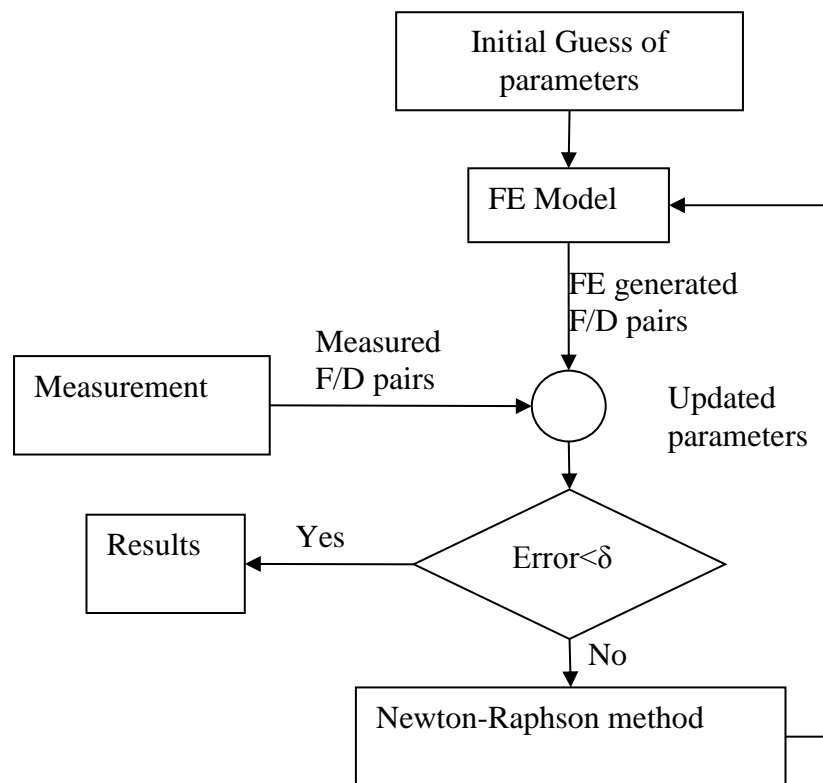 Initial Guess of
parameters
FE Model
FE generated
F/D pairs
Measured
F/D pairs
Measurement
Updated
parameters
Results
Yes
Error<δ
No
Newton-Raphson method